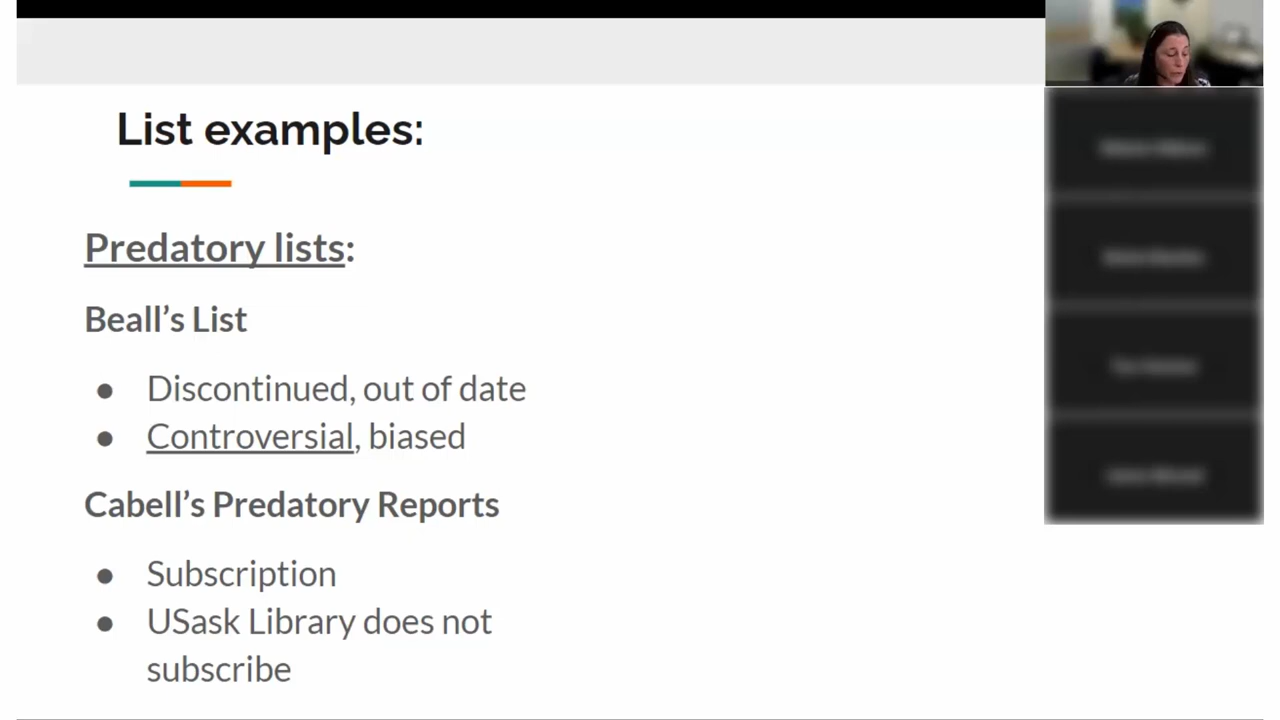 List examples:
Predatory lists:
Beall’s List
● Discontinued, out of date
● Controversial, biased
Cabell’s Predatory Reports
● Subscription
● USask Library does not
subscribe